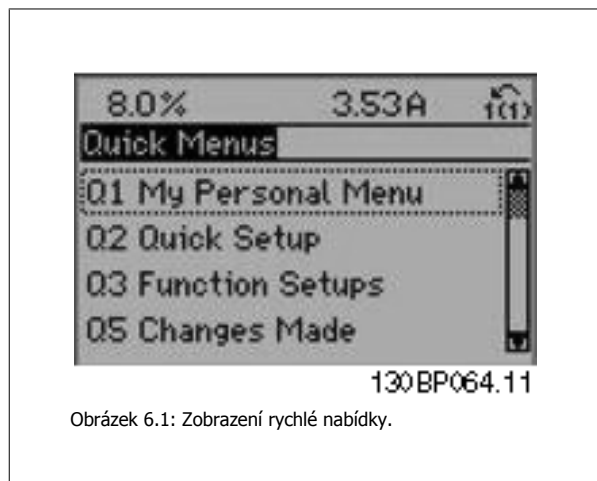 8.0% 3.53A 1(1)
Quick Menus
Q1 My Personal Menu
Q2 Quick Setup
Q3 Function Setups
Q5 Changes Made
130BP064.11
Obrázek 6.1: Zobrazení rychlé nabídky.